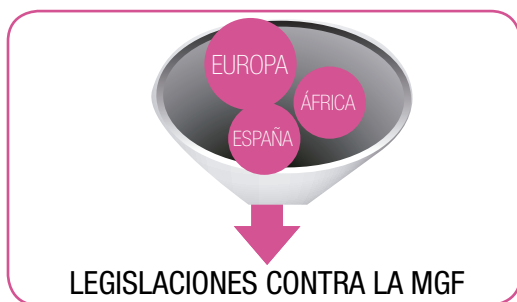 EUROPA
ÁFRICA
ESPAÑA
LEGISLACIONES CONTRA LA MGF